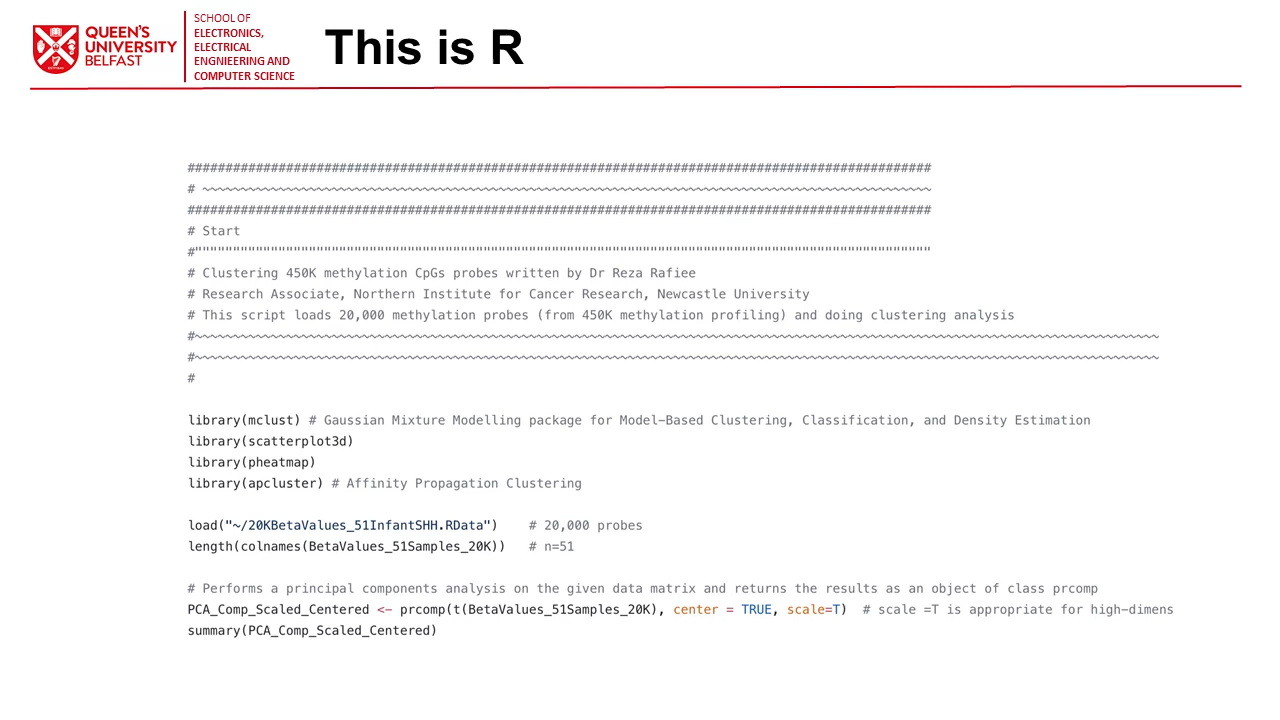 QUEEN'S
UNIVERSITY
BELFAST
SCHOOL OF
ELECTRONICS,
ELECTRICAL
ENGNIEERING AND
COMPUTER SCIENCE
This is R
##################################################################################################
# ~~~~~~~~~~~~~~~~~~~~~~~~~~~~~~~~~~~~~~~~~~~~~~~~~~~~~~~~~~~~~~~~~~~~~~~~~~~~~~~~~~~~~~~~~~~~~~~~
##################################################################################################
# Start
#"""""""""""""""""""""""""""""""""""""""""""""""""""""""""""""""""""""""""""""""""""""""""""""""""
# Clustering 450K methylation CpGs probes written by Dr Reza Rafiee
# Research Associate, Northern Institute for Cancer Research, Newcastle University
# This script loads 20,000 methylation probes (from 450K methylation profiling) and doing clustering analysis
#~~~~~~~~~~~~~~~~~~~~~~~~~~~~~~~~~~~~~~~~~~~~~~~~~~~~~~~~~~~~~~~~~~~~~~~~~~~~~~~~~~~~~~~~~~~~~~~~~~~~~~~~~~~~~~~~~~~~~~~~~~~~~~~
#~~~~~~~~~~~~~~~~~~~~~~~~~~~~~~~~~~~~~~~~~~~~~~~~~~~~~~~~~~~~~~~~~~~~~~~~~~~~~~~~~~~~~~~~~~~~~~~~~~~~~~~~~~~~~~~~~~~~~~~~~~~~~~~
#
library(mclust) # Gaussian Mixture Modelling package for Model-Based Clustering, Classification, and Density Estimation
library(scatterplot3d)
library(pheatmap)
library(apcluster) # Affinity Propagation Clustering
load("~/20KBetaValues_51InfantSHH.RData")    # 20,000 probes
length(colnames(BetaValues_51Samples_20K))   # n=51
# Performs a principal components analysis on the given data matrix and returns the results as an object of class prcomp
PCA_Comp_Scaled_Centered <- prcomp(t(BetaValues_51Samples_20K), center = TRUE, scale=T)  # scale =T is appropriate for high-dimens
summary(PCA_Comp_Scaled_Centered)